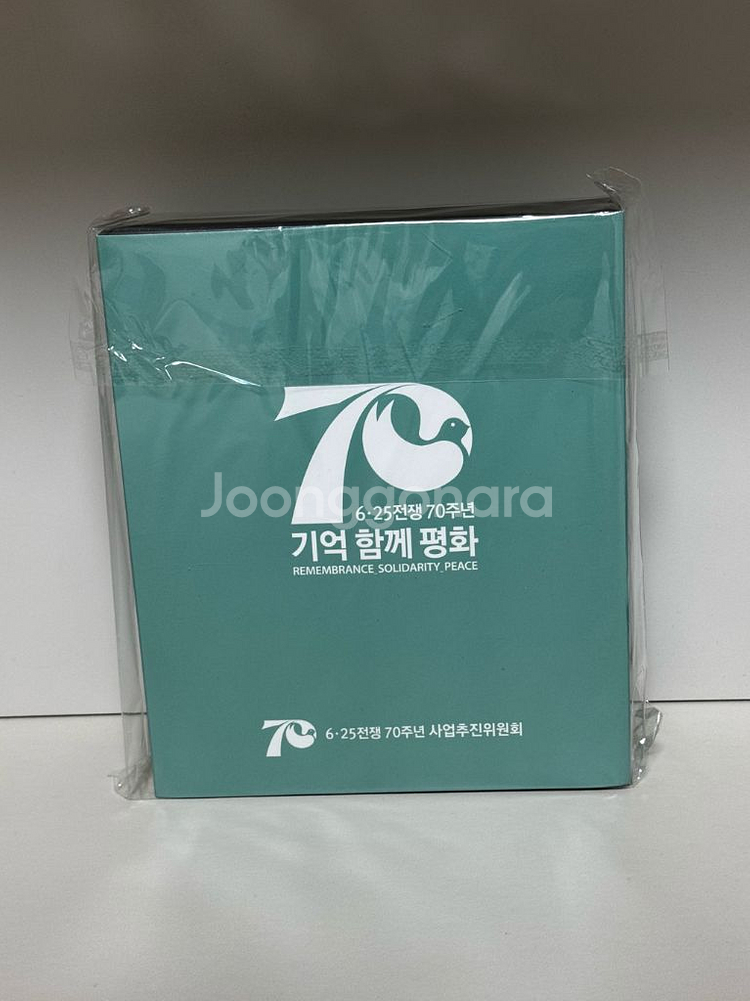 70
Joonggonara
6·25전쟁 70주년
기억 함께 평화
REMEMBRANCE_SOLIDARITY_PEACE
70 6·25전쟁 70주년 사업추진위원회